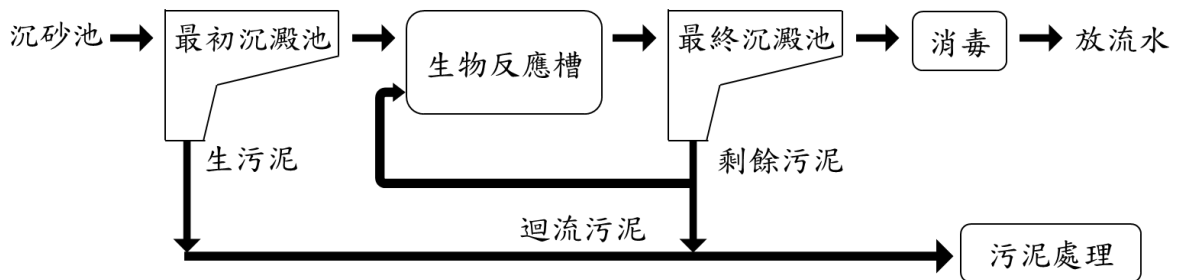 沉砂池
最初沉澱池
生物反應槽
最終沉澱池
消毒
放流水
生污泥
剩餘污泥
迴流污泥
污泥處理